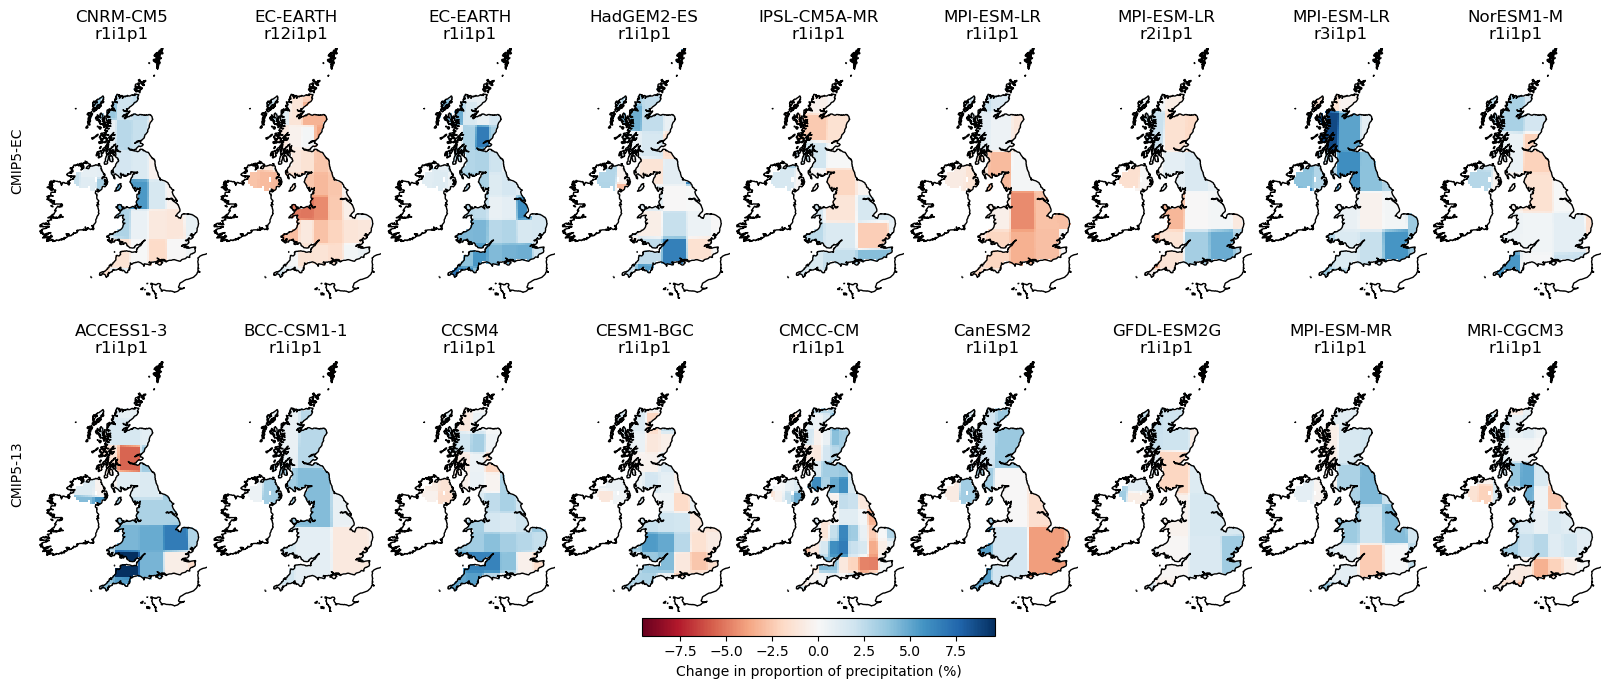 CNRM-CM5
r1i1p1
EC-EARTH
r12i1p1
EC-EARTH
r1i1p1
HadGEM2-ES
r1i1p1
IPSL-CM5A-MR
r1i1p1
MPI-ESM-LR
r1i1p1
MPI-ESM-LR
r2i1p1
MPI-ESM-LR
r3i1p1
NorESM1-M
r1i1p1
CMIP5-EC
ACCESS1-3
r1i1p1
BCC-CSM1-1
r1i1p1
CCSM4
r1i1p1
CESM1-BGC
r1i1p1
CMCC-CM
r1i1p1
CanESM2
r1i1p1
GFDL-ESM2G
r1i1p1
MPI-ESM-MR
r1i1p1
MRI-CGCM3
r1i1p1
CMIP5-13
−7.5 −5.0 −2.5 0.0 2.5 5.0 7.5
Change in proportion of precipitation (%)